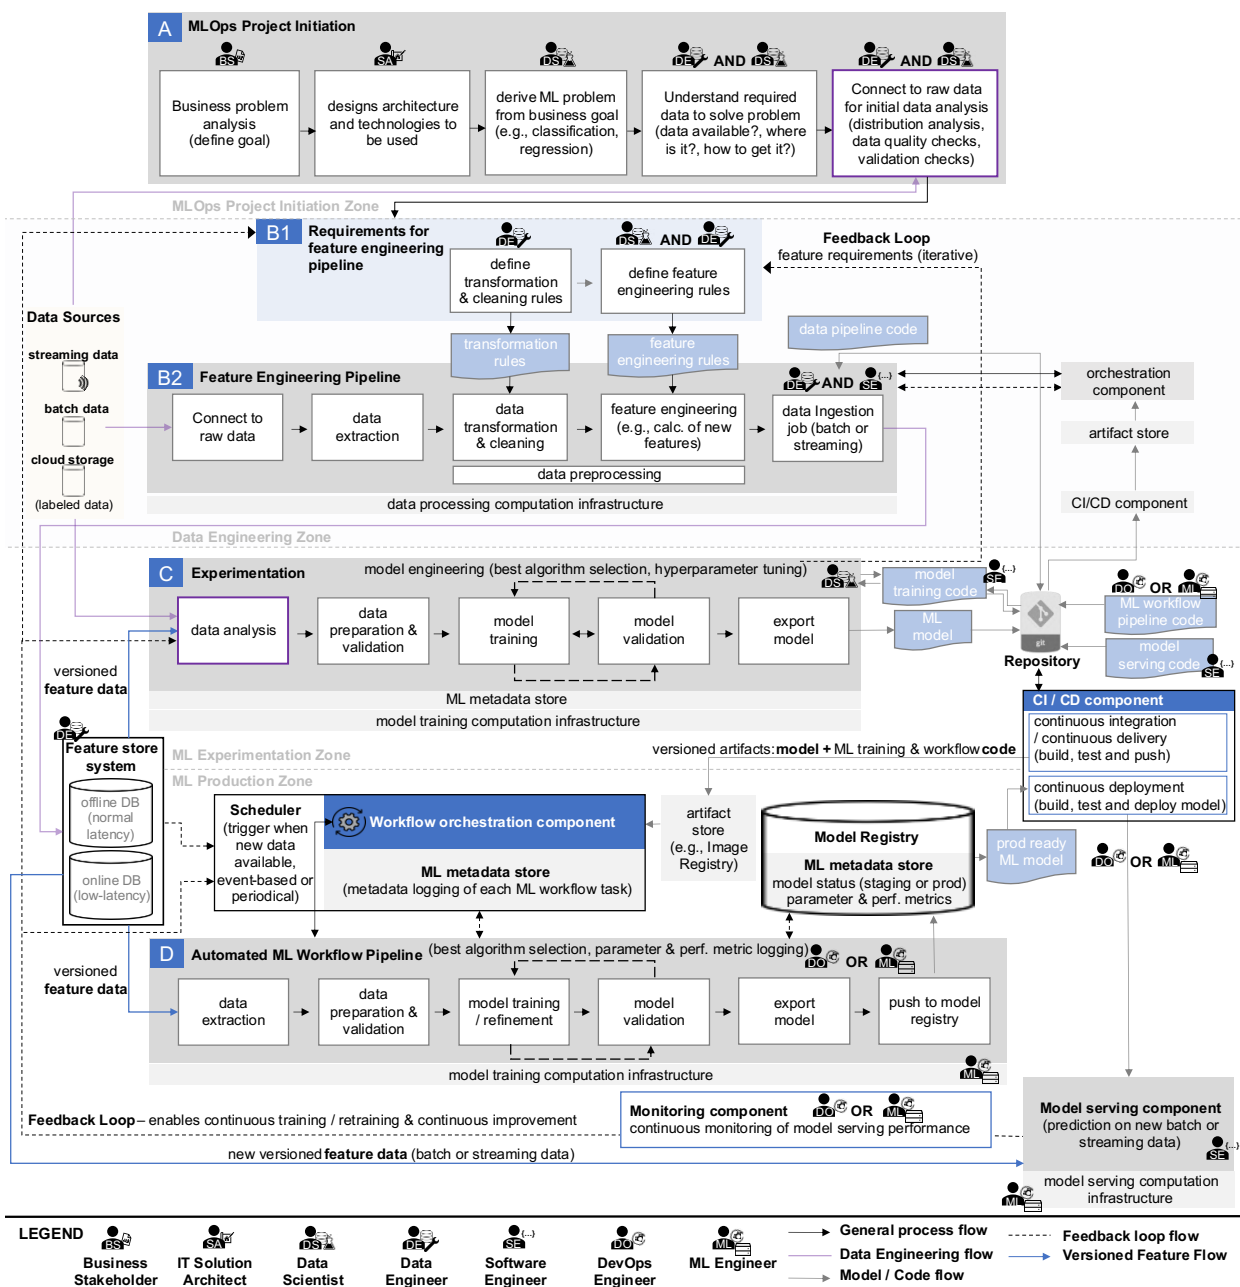 A
MLOps Project Initiation
BS
SA
DS
DE
AND
DS
DE
AND
DS
Business problem
analysis
(define goal)
designs architecture
and technologies to
be used
derive ML problem
from business goal
(e.g., classification,
regression)
Understand required
data to solve problem
(data available?, where
is it?, how to get it?)
Connect to raw data
for initial data analysis
(distribution analysis,
data quality checks,
validation checks)
MLOps Project Initiation Zone
B1
Requirements for
feature engineering
pipeline
DE
DS
AND
DE
define
transformation
& cleaning rules
define feature
engineering rules
Feedback Loop
feature requirements (iterative)
Data Sources
streaming data
batch data
cloud storage
(labeled data)
transformation
rules
feature
engineering rules
data pipeline code
B2
Feature Engineering Pipeline
DE
AND
SE
{...}
Connect to
raw data
data
extraction
data
transformation
& cleaning
feature engineering
(e.g., calc. of new
features)
data Ingestion
job (batch or
streaming)
data preprocessing
data processing computation infrastructure
orchestration
component
artifact store
CI/CD component
Data Engineering Zone
C
Experimentation
model engineering (best algorithm selection, hyperparameter tuning)
DS
data analysis
data
preparation &
validation
model
training
model
validation
export
model
ML metadata store
model training computation infrastructure
model
training code
SE
{...}
ML
model
DO
OR
ML
ML workflow
pipeline code
model
serving code
SE
{...}
git
Repository
versioned
feature data
DE
Feature store
system
offline DB
(normal
latency)
online DB
(low-latency)
ML Experimentation Zone
ML Production Zone
CI / CD component
continuous integration
/ continuous delivery
(build, test and push)
continuous deployment
(build, test and deploy model)
versioned artifacts: model + ML training & workflow code
Scheduler
(trigger when
new data
available,
event-based or
periodical)
Workflow orchestration component
ML metadata store
(metadata logging of each ML workflow task)
artifact
store
(e.g., Image
Registry)
Model Registry
ML metadata store
model status (staging or prod)
parameter & perf. metrics
prod ready
ML model
DO
OR
ML
versioned
feature data
D
Automated ML Workflow Pipeline
(best algorithm selection, parameter & perf. metric logging)
DO
OR
ML
data
extraction
data
preparation &
validation
model training
/ refinement
model
validation
export
model
push to model
registry
model training computation infrastructure
ML
Feedback Loop – enables continuous training / retraining & continuous improvement
Monitoring component
DO
OR
ML
continuous monitoring of model serving performance
new versioned feature data (batch or streaming data)
Model serving component
(prediction on new batch or
streaming data)
SE
{...}
model serving computation
infrastructure
ML
LEGEND
BS
Business
Stakeholder
SA
IT Solution
Architect
DS
Data
Scientist
DE
Data
Engineer
SE
{...}
Software
Engineer
DO
DevOps
Engineer
ML
ML Engineer
General process flow
Data Engineering flow
Model / Code flow
Feedback loop flow
Versioned Feature Flow